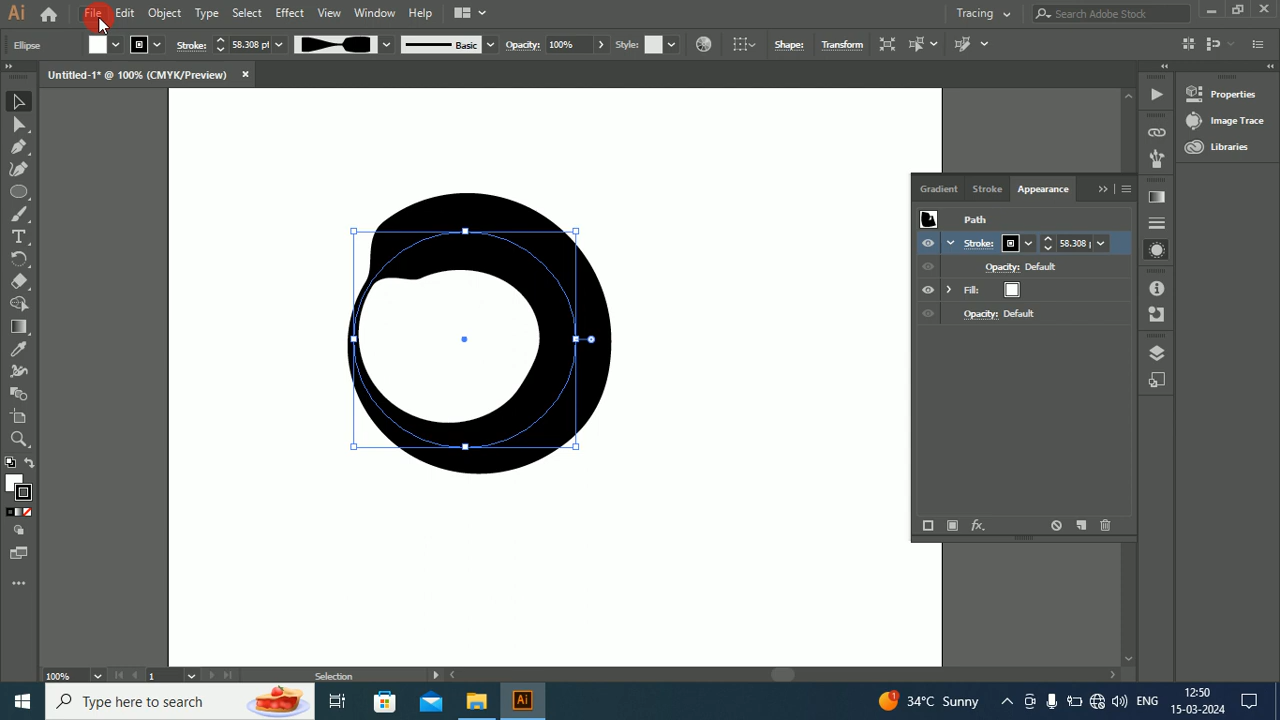 Ai File Edit Object Type Select Effect View Window Help Tracing Search Adobe Stock
Ellipse Stroke: 58.308 pt Basic Opacity: 100% Style: Shape: Transform
Untitled-1* @ 100% (CMYK/Preview) ×
Properties
Image Trace
Libraries
Gradient Stroke Appearance
Path
Stroke: 58.308
Opacity: Default
Fill:
Opacity: Default
fx.
100% 1 Selection
Type here to search
Ai
1 34°C Sunny
ENG
12:50
15-03-2024